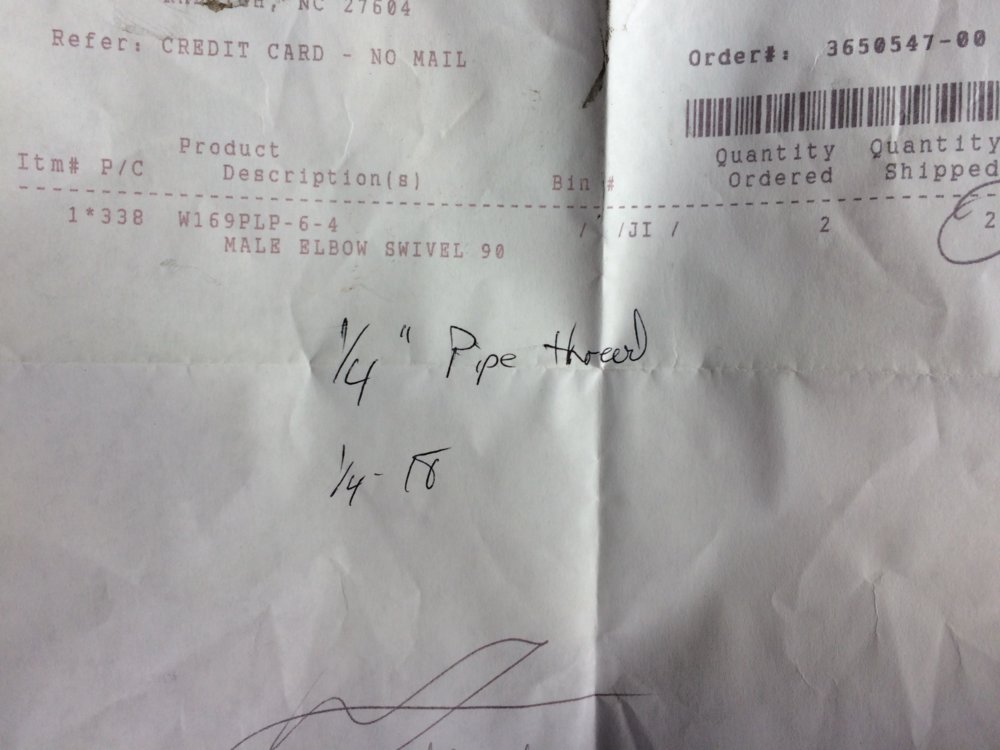 NC 27604
Refer: CREDIT CARD - NO MAIL
Order#: 3650547-00
Itm# P/C Product Description(s) Bin # Quantity Ordered Quantity Shipped
1*338 W169PLP-6-4 / /JI / 2 2
MALE ELBOW SWIVEL 90
1/4" Pipe thread
1/4-18